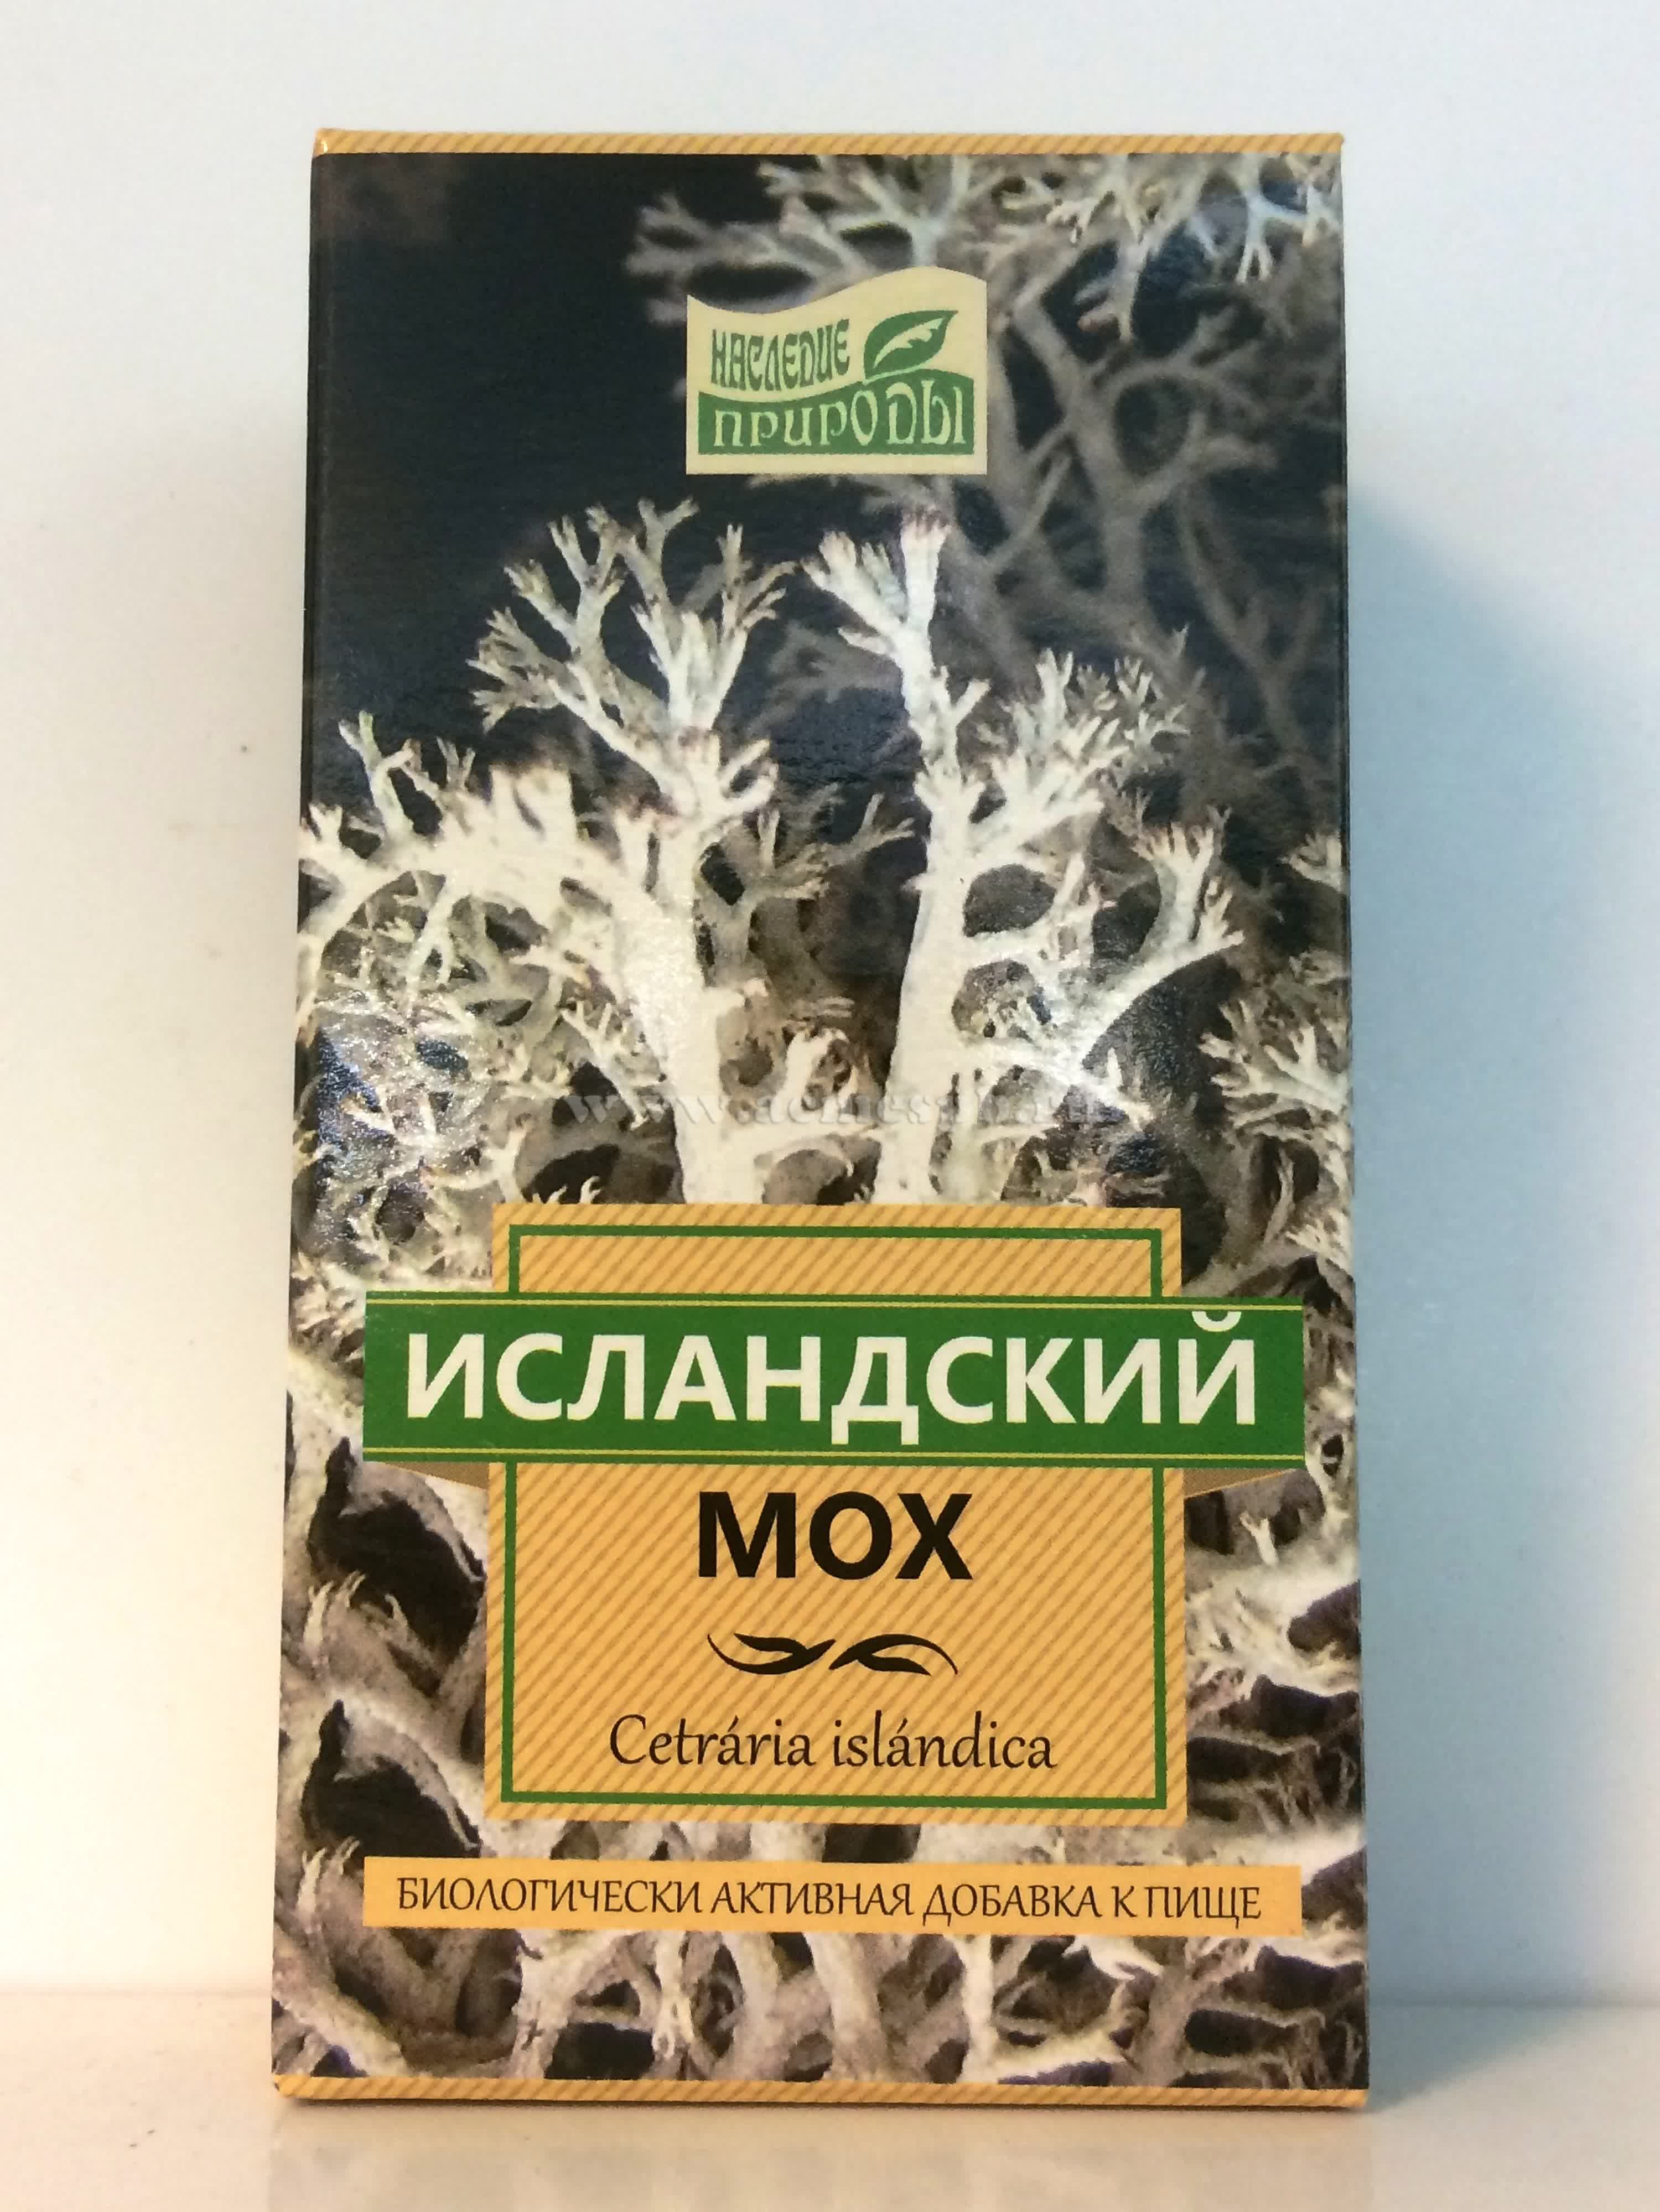 НАСЛЕДИЕ
ПРИРОДЫ
ИСЛАНДСКИЙ
МОХ
Cetrária islándica
БИОЛОГИЧЕСКИ АКТИВНАЯ ДОБАВКА К ПИЩЕ